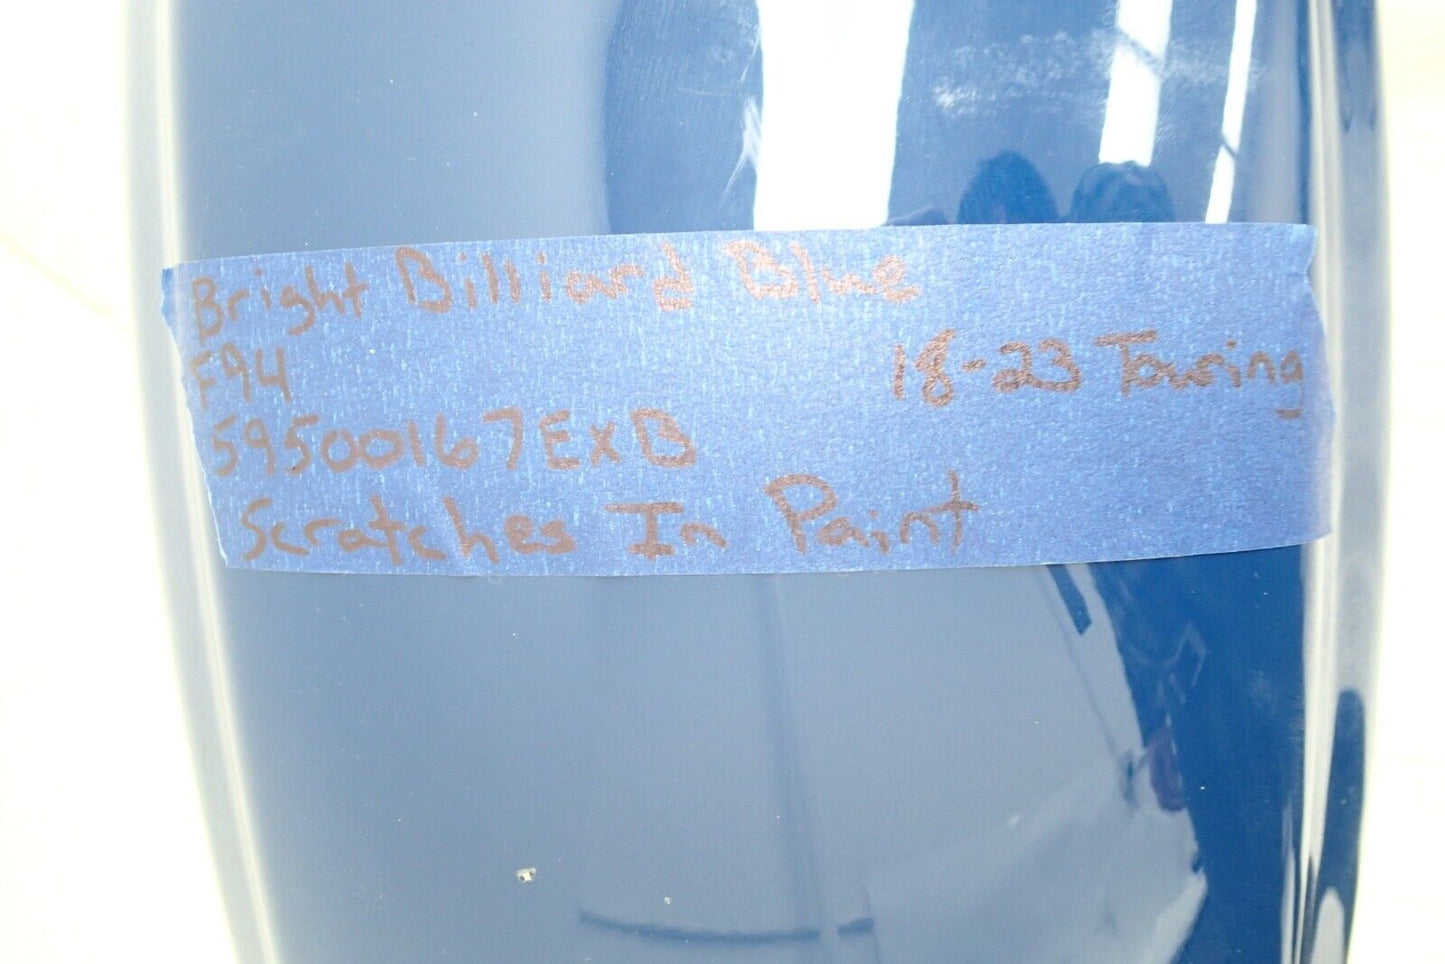 Bright Billiard Blue
F94
18-23 Touring
59500167EXB
Scratches In Paint